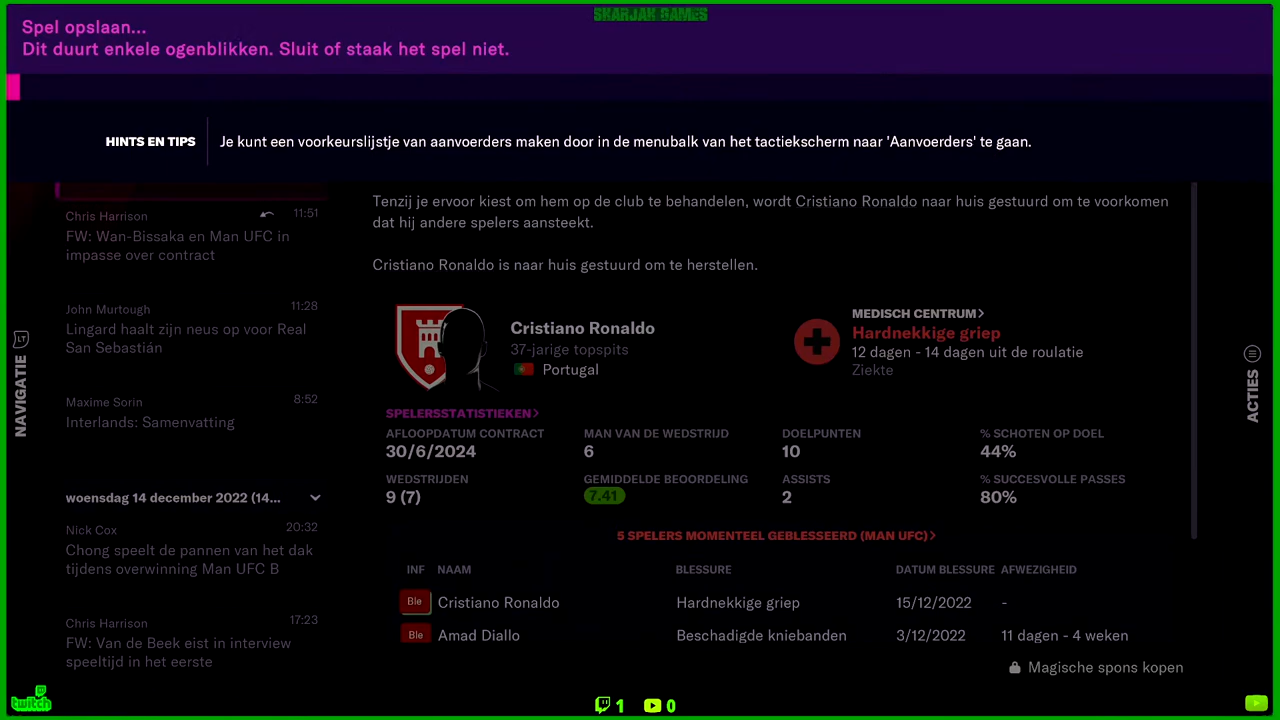 SKARJAK GAMES
Spel opslaan...
Dit duurt enkele ogenblikken. Sluit of staak het spel niet.
HINTS EN TIPS
Je kunt een voorkeurslijstje van aanvoerders maken door in de menubalk van het tactiekscherm naar 'Aanvoerders' te gaan.
NAVIGATIE LT
Chris Harrison 11:51
FW: Wan-Bissaka en Man UFC in
impasse over contract
John Murtough 11:28
Lingard haalt zijn neus op voor Real
San Sebastián
Maxime Sorin 8:52
Interlands: Samenvatting
woensdag 14 december 2022 (14...
Nick Cox 20:32
Chong speelt de pannen van het dak
tijdens overwinning Man UFC B
Chris Harrison 17:23
FW: Van de Beek eist in interview
speeltijd in het eerste
Tenzij je ervoor kiest om hem op de club te behandelen, wordt Cristiano Ronaldo naar huis gestuurd om te voorkomen
dat hij andere spelers aansteekt.
Cristiano Ronaldo is naar huis gestuurd om te herstellen.
Cristiano Ronaldo
37-jarige topspits
Portugal
MEDISCH CENTRUM>
Hardnekkige griep
12 dagen - 14 dagen uit de roulatie
Ziekte
SPELERSSTATISTIEKEN>
AFLOOPDATUM CONTRACT MAN VAN DE WEDSTRIJD DOELPUNTEN % SCHOTEN OP DOEL
30/6/2024 6 10 44%
WEDSTRIJDEN GEMIDDELDE BEOORDELING ASSISTS % SUCCESVOLLE PASSES
9 (7) 7.41 2 80%
5 SPELERS MOMENTEEL GEBLESSEERD (MAN UFC)>
INF NAAM BLESSURE DATUM BLESSURE AFWEZIGHEID
Ble Cristiano Ronaldo Hardnekkige griep 15/12/2022 -
Ble Amad Diallo Beschadigde kniebanden 3/12/2022 11 dagen - 4 weken
Magische spons kopen
ACTIES
twitch
1 0